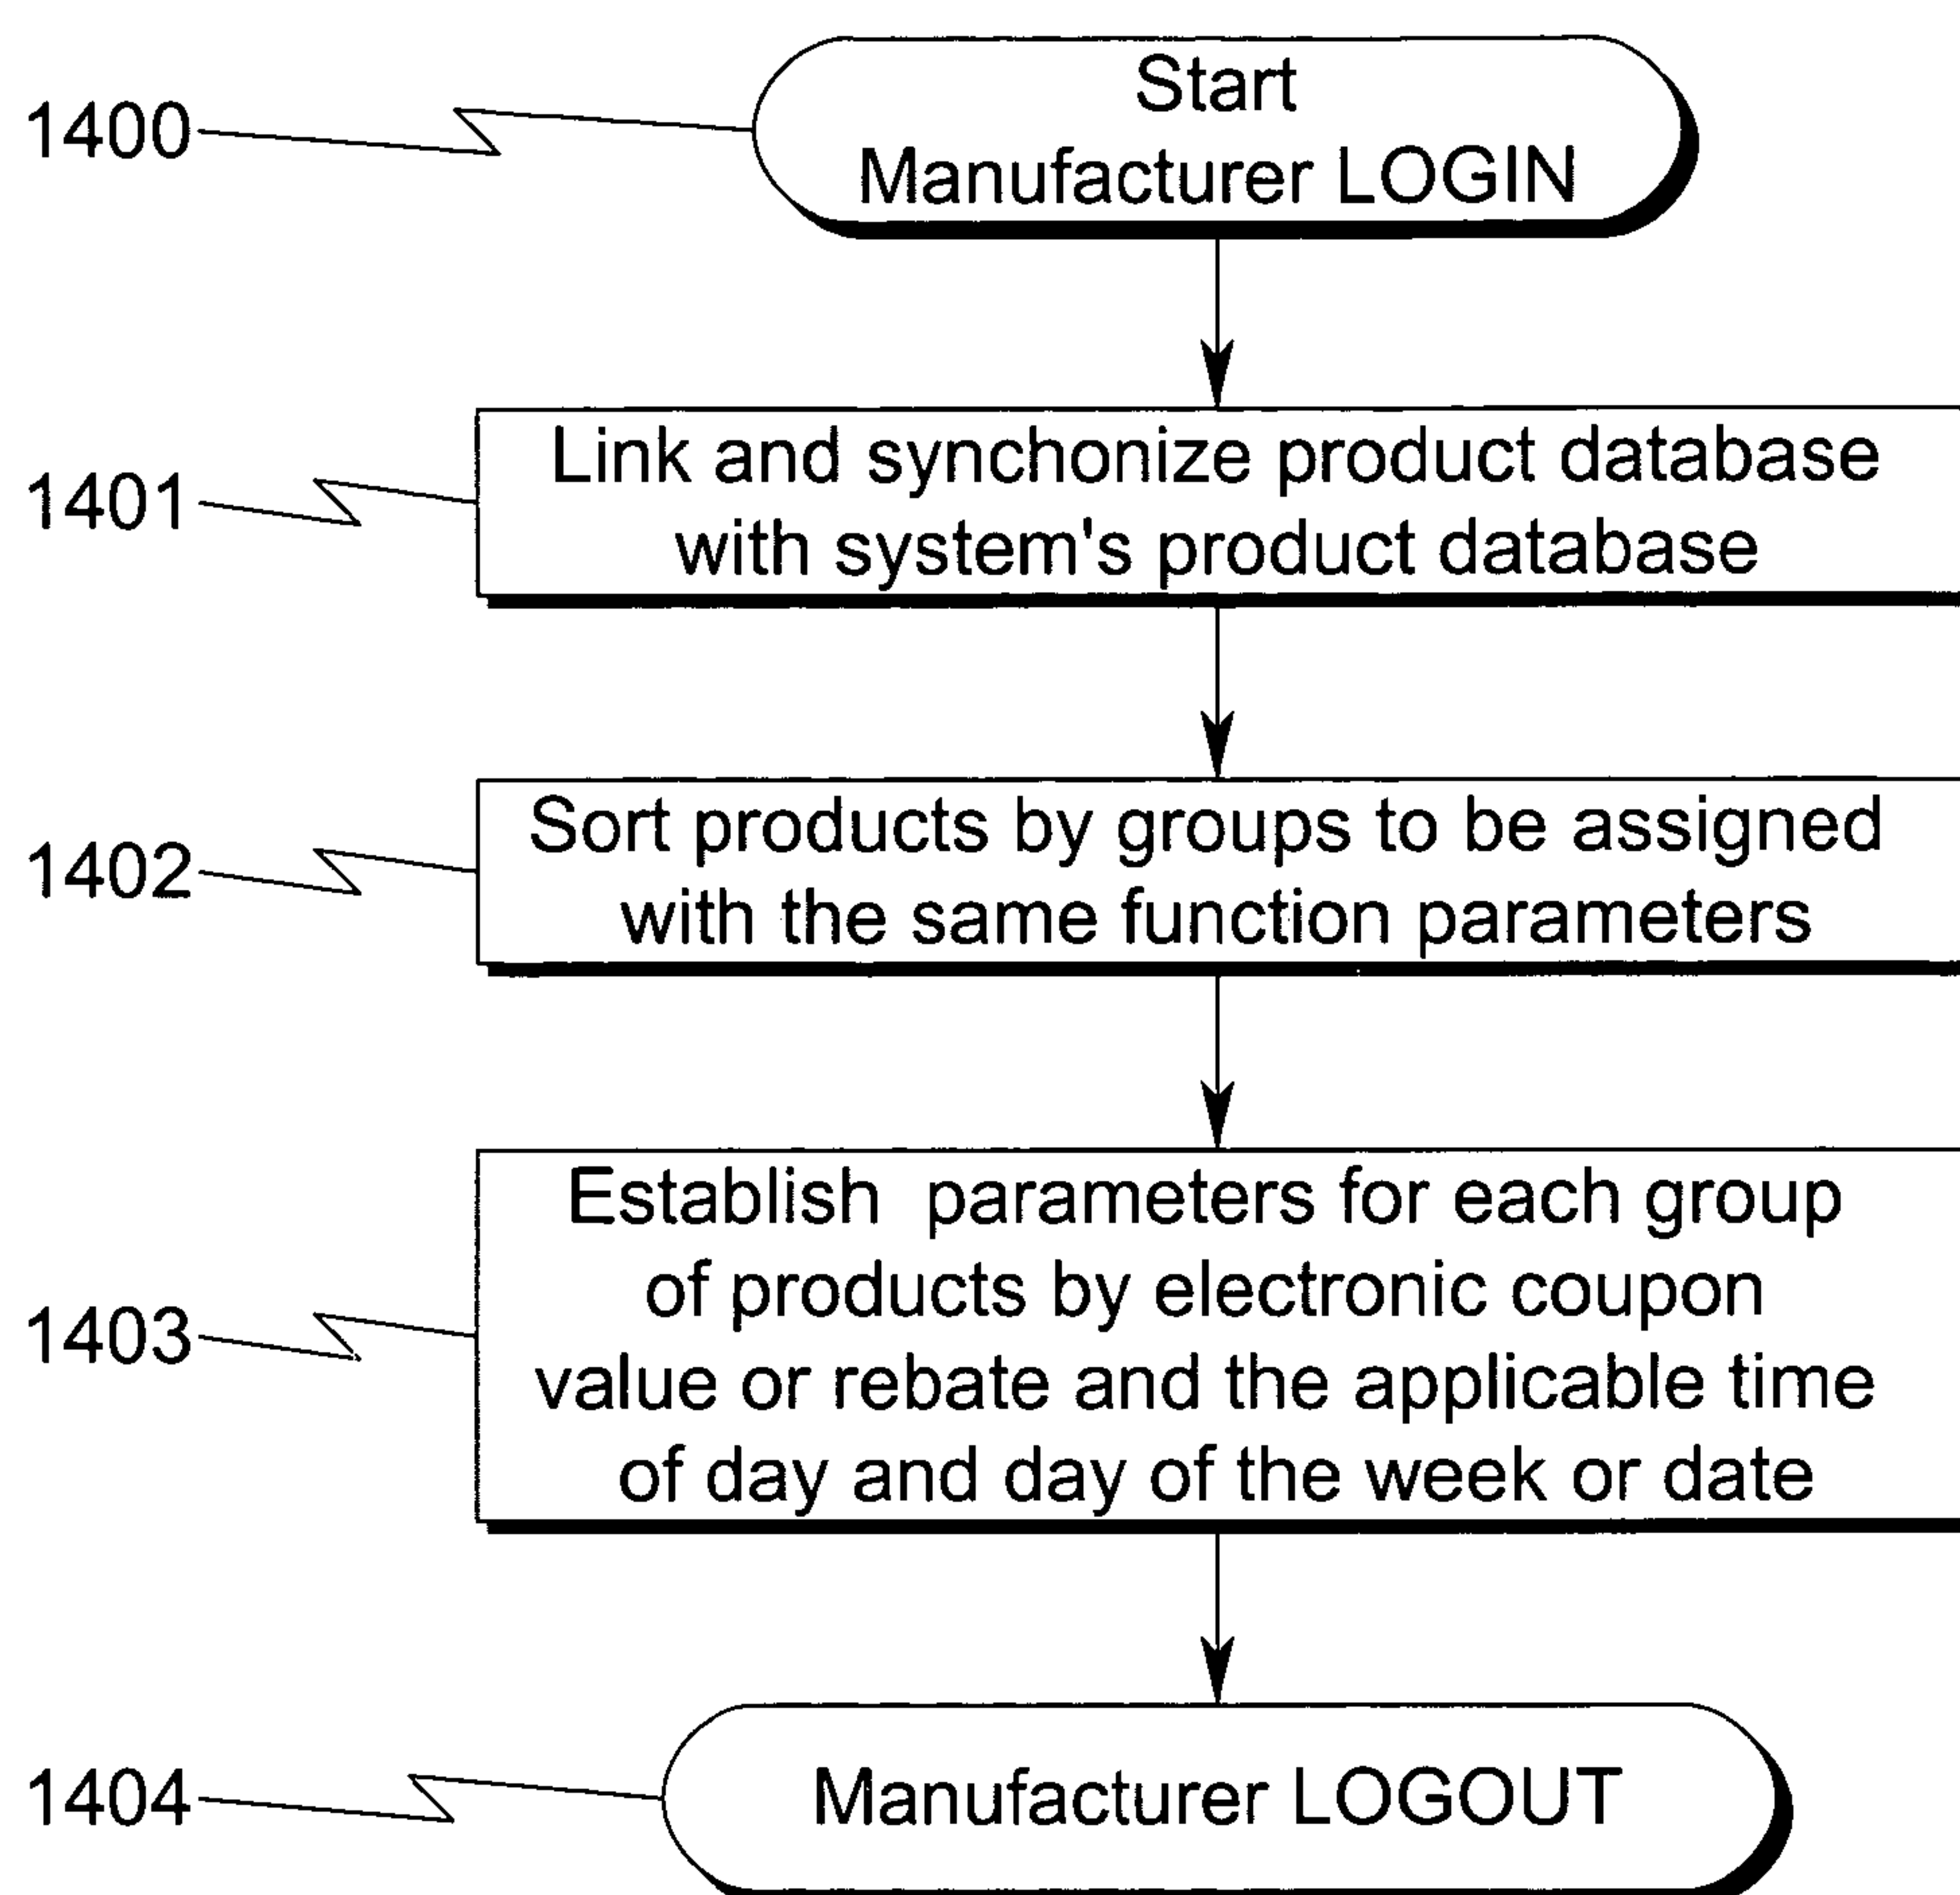 Start
1400
Manufacturer LOGIN
Link and synchonize product database
1401
with system's product database
Sort products by groups to be assigned
1402
with the same function parameters
Establish parameters for each group
of products by electronic coupon
1403
value or rebate and the applicable time
of day and day of the week or date
1404
Manufacturer LOGOUT